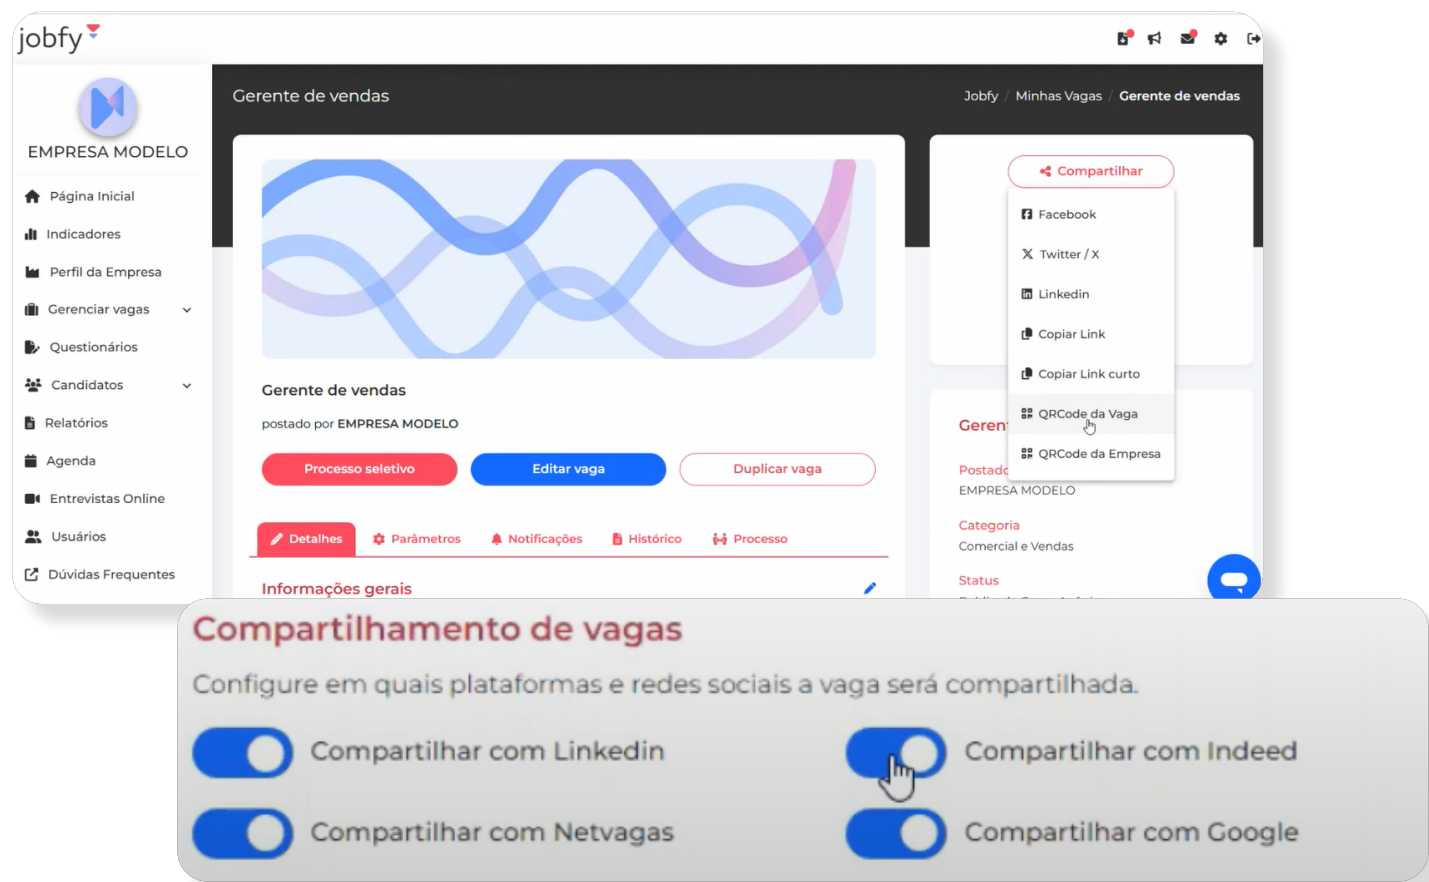 jobfy
EMPRESA MODELO
Página Inicial
Indicadores
Perfil da Empresa
Gerenciar vagas
Questionários
Candidatos
Relatórios
Agenda
Entrevistas Online
Usuários
Dúvidas Frequentes
Gerente de vendas
Jobfy / Minhas Vagas / Gerente de vendas
Gerente de vendas
postado por EMPRESA MODELO
Processo seletivo
Editar vaga
Duplicar vaga
Detalhes
Parâmetros
Notificações
Histórico
Processo
Informações gerais
Compartilhar
Facebook
Twitter / X
Linkedin
Copiar Link
Copiar Link curto
QRCode da Vaga
QRCode da Empresa
Geren
Postado
EMPRESA MODELO
Categoria
Comercial e Vendas
Status
Compartilhamento de vagas
Configure em quais plataformas e redes sociais a vaga será compartilhada.
Compartilhar com Linkedin
Compartilhar com Indeed
Compartilhar com Netvagas
Compartilhar com Google